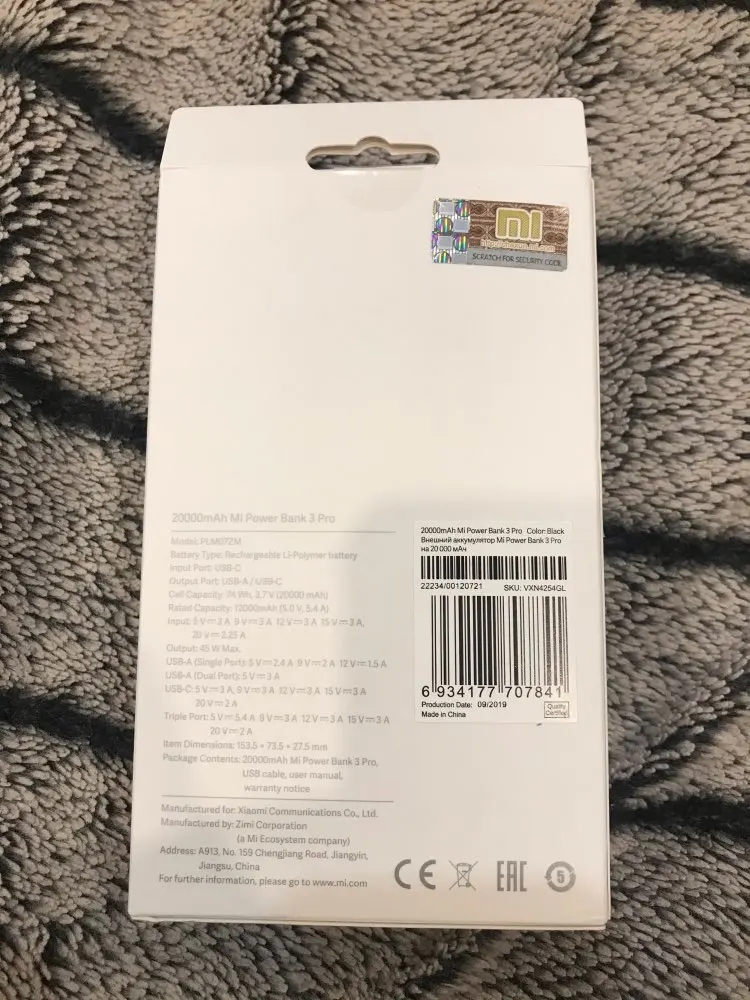 mi
http://chaxun.mi.com
SCRATCH FOR SECURITY CODE
20000mAh Mi Power Bank 3 Pro
Model: PLM07ZM
Battery Type: Rechargeable Li-Polymer battery
Input Port: USB-C
Output Port: USB-A / USB-C
Cell Capacity: 74 Wh, 3.7 V (20000 mAh)
Rated Capacity: 12000mAh (5.0 V, 5.4 A)
Input: 5 V⎓3 A 9 V⎓3 A 12 V⎓3 A 15 V⎓3 A,
20 V⎓2.25 A
Output: 45 W Max.
USB-A (Single Port): 5 V⎓2.4 A 9 V⎓2 A 12 V⎓1.5 A
USB-A (Dual Port): 5 V⎓3 A
USB-C: 5 V⎓3 A, 9 V⎓3 A 12 V⎓3 A 15 V⎓3 A
20 V⎓2 A
Triple Port: 5 V⎓5.4 A 9 V⎓3 A 12 V⎓3 A 15 V⎓3 A
20 V⎓2 A
Item Dimensions: 153.5 * 73.5 * 27.5 mm
Package Contents: 20000mAh Mi Power Bank 3 Pro,
USB cable, user manual,
warranty notice
Manufactured for: Xiaomi Communications Co., Ltd.
Manufactured by: Zimi Corporation
(a Mi Ecosystem company)
Address: A913, No. 159 Chengjiang Road, Jiangyin,
Jiangsu, China
For further information, please go to www.mi.com
20000mAh Mi Power Bank 3 Pro Color: Black
Внешний аккумулятор Mi Power Bank 3 Pro
на 20 000 мАч
22234/00120721 SKU: VXN4254GL
6 934177 707841
Production Date: 09/2019
Made in China
Quality
Certified
CE EAC 5